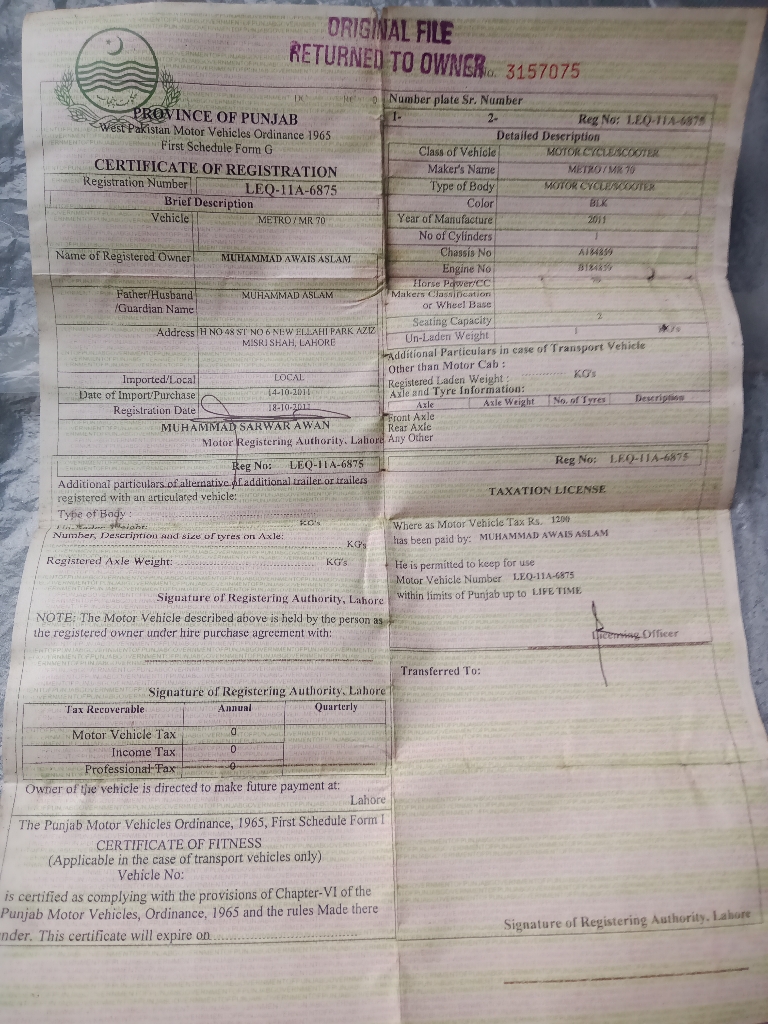 ORIGINAL FILE
RETURNED TO OWNER
No. 3157075
PROVINCE OF PUNJAB
West Pakistan Motor Vehicles Ordinance 1965
First Schedule Form G
CERTIFICATE OF REGISTRATION
Registration Number LEQ-11A-6875
Brief Description
Vehicle METRO / MR 70
Name of Registered Owner MUHAMMAD AWAIS ASLAM
Father/Husband MUHAMMAD ASLAM
/Guardian Name
Address H NO 48 ST NO 6 NEW ELLAHI PARK AZIZ
MISRI SHAH, LAHORE
Imported/Local LOCAL
Date of Import/Purchase 14-10-2011
Registration Date 18-10-2011
MUHAMMAD SARWAR AWAN
Motor Registering Authority, Lahore
Reg No: LEQ-11A-6875
Additional particulars of alternative of additional trailer or trailers
registered with an articulated vehicle:
Type of Body :
Un-Laden Weight: KG's
Number, Description and size of tyres on Axle:
KG's
Registered Axle Weight: KG's
Signature of Registering Authority, Lahore
NOTE: The Motor Vehicle described above is held by the person as
the registered owner under hire purchase agreement with:
Signature of Registering Authority, Lahore
Tax Recoverable Annual Quarterly
Motor Vehicle Tax 0
Income Tax 0
Professional Tax 0
Owner of the vehicle is directed to make future payment at:
Lahore
The Punjab Motor Vehicles Ordinance, 1965, First Schedule Form I
CERTIFICATE OF FITNESS
(Applicable in the case of transport vehicles only)
Vehicle No:
is certified as complying with the provisions of Chapter-VI of the
Punjab Motor Vehicles, Ordinance, 1965 and the rules Made there
nder. This certificate will expire on
Number plate Sr. Number
1- 2- Reg No: LEQ-11A-6875
Detailed Description
Class of Vehicle MOTOR CYCLE/SCOOTER
Maker's Name METRO / MR 70
Type of Body MOTOR CYCLE/SCOOTER
Color BLK
Year of Manufacture 2011
No of Cylinders 1
Chassis No A184859
Engine No B184859
Horse Power/CC 70
Makers Classification
or Wheel Base
Seating Capacity 2
Un-Laden Weight 1 KG's
Additional Particulars in case of Transport Vehicle
Other than Motor Cab :
Registered Laden Weight : KG's
Axle and Tyre Information:
Axle Axle Weight No. of Tyres Description
Front Axle
Rear Axle
Any Other
Reg No: LEQ-11A-6875
TAXATION LICENSE
Where as Motor Vehicle Tax Rs. 1200
has been paid by: MUHAMMAD AWAIS ASLAM
He is permitted to keep for use
Motor Vehicle Number LEQ-11A-6875
within limits of Punjab up to LIFE TIME
Licensing Officer
Transferred To:
Signature of Registering Authority, Lahore